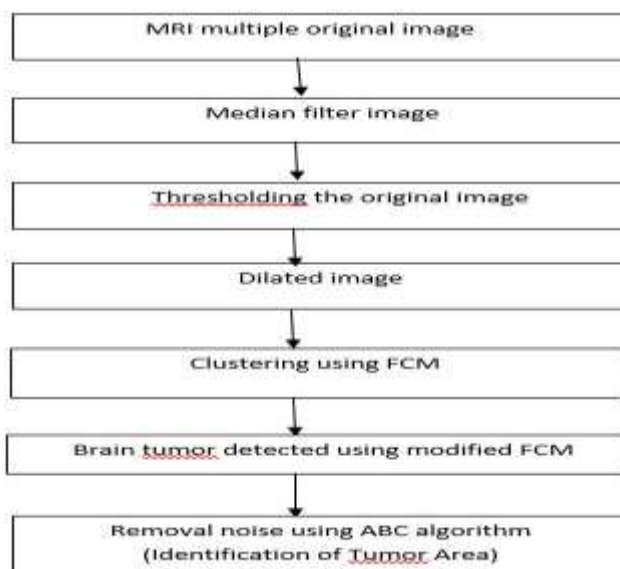 MRI multiple original image
Median filter image
Thresholding the original image
Dilated image
Clustering using FCM
Brain tumor detected using modified FCM
Removal noise using ABC algorithm
(Identification of Tumor Area)